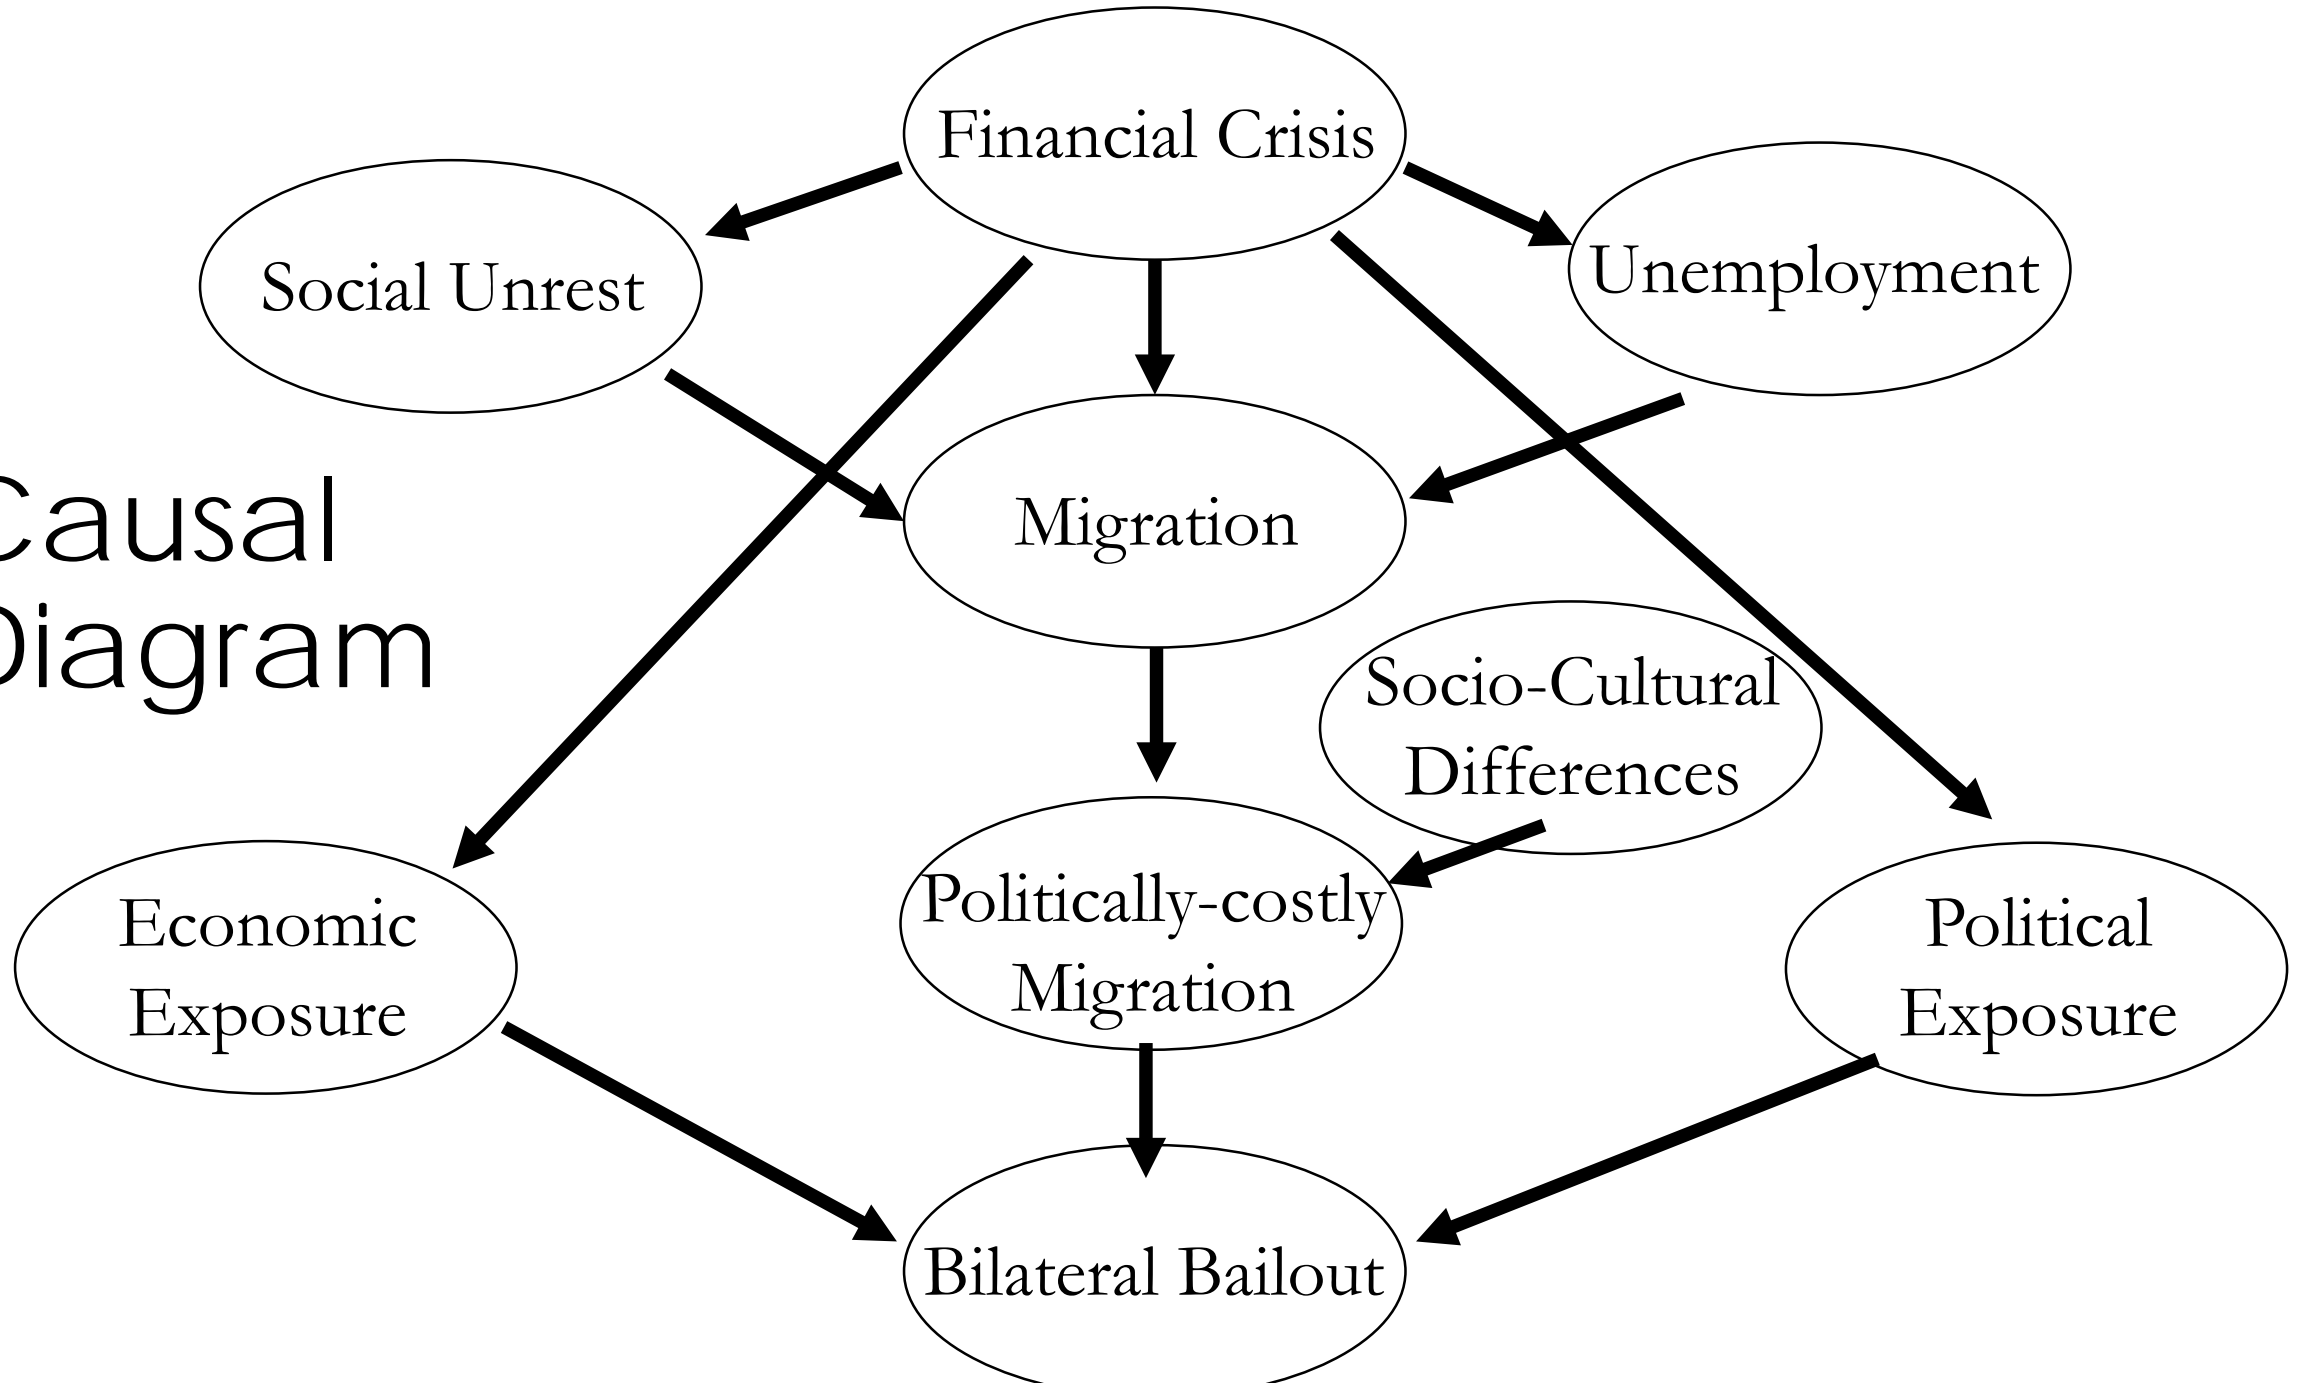 Financial Crisis
Social Unrest
Unemployment
Migration
Causal
Diagram
Socio-Cultural
Differences
Economic
Exposure
Politically-costly
Migration
Political
Exposure
Bilateral Bailout